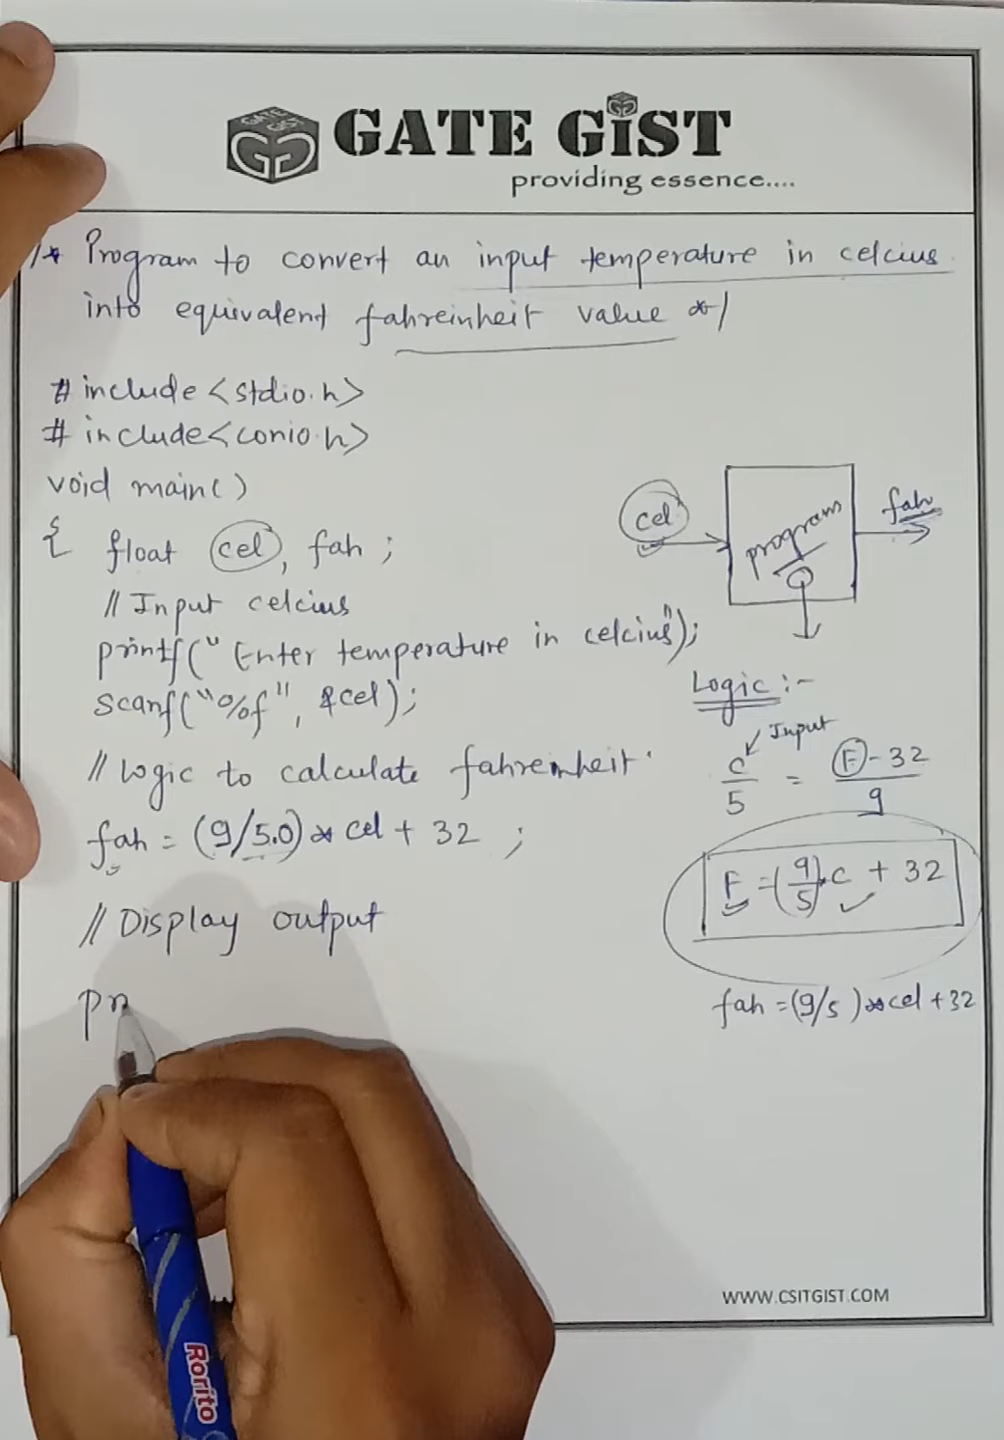 GATE GIST
GATE GiST
providing essence....
/* Program to convert an input temperature in celcius
into equivalent fahreinheit value */
# include <stdio.h>
# include<conio.h>
void main()
{ float cel, fah ;
// Input celcius
printf(" Enter temperature in celcius");
scanf("%f", &cel);
// Logic to calculate fahreinheit.
fah = (9/5.0) * cel + 32 ;
// Display output
pr
cel
program
fah
Logic :-
Input
C/5 = F-32/9
F = (9/5).C + 32
fah =(9/5 )*cel +32
WWW.CSITGIST.COM
Rorito